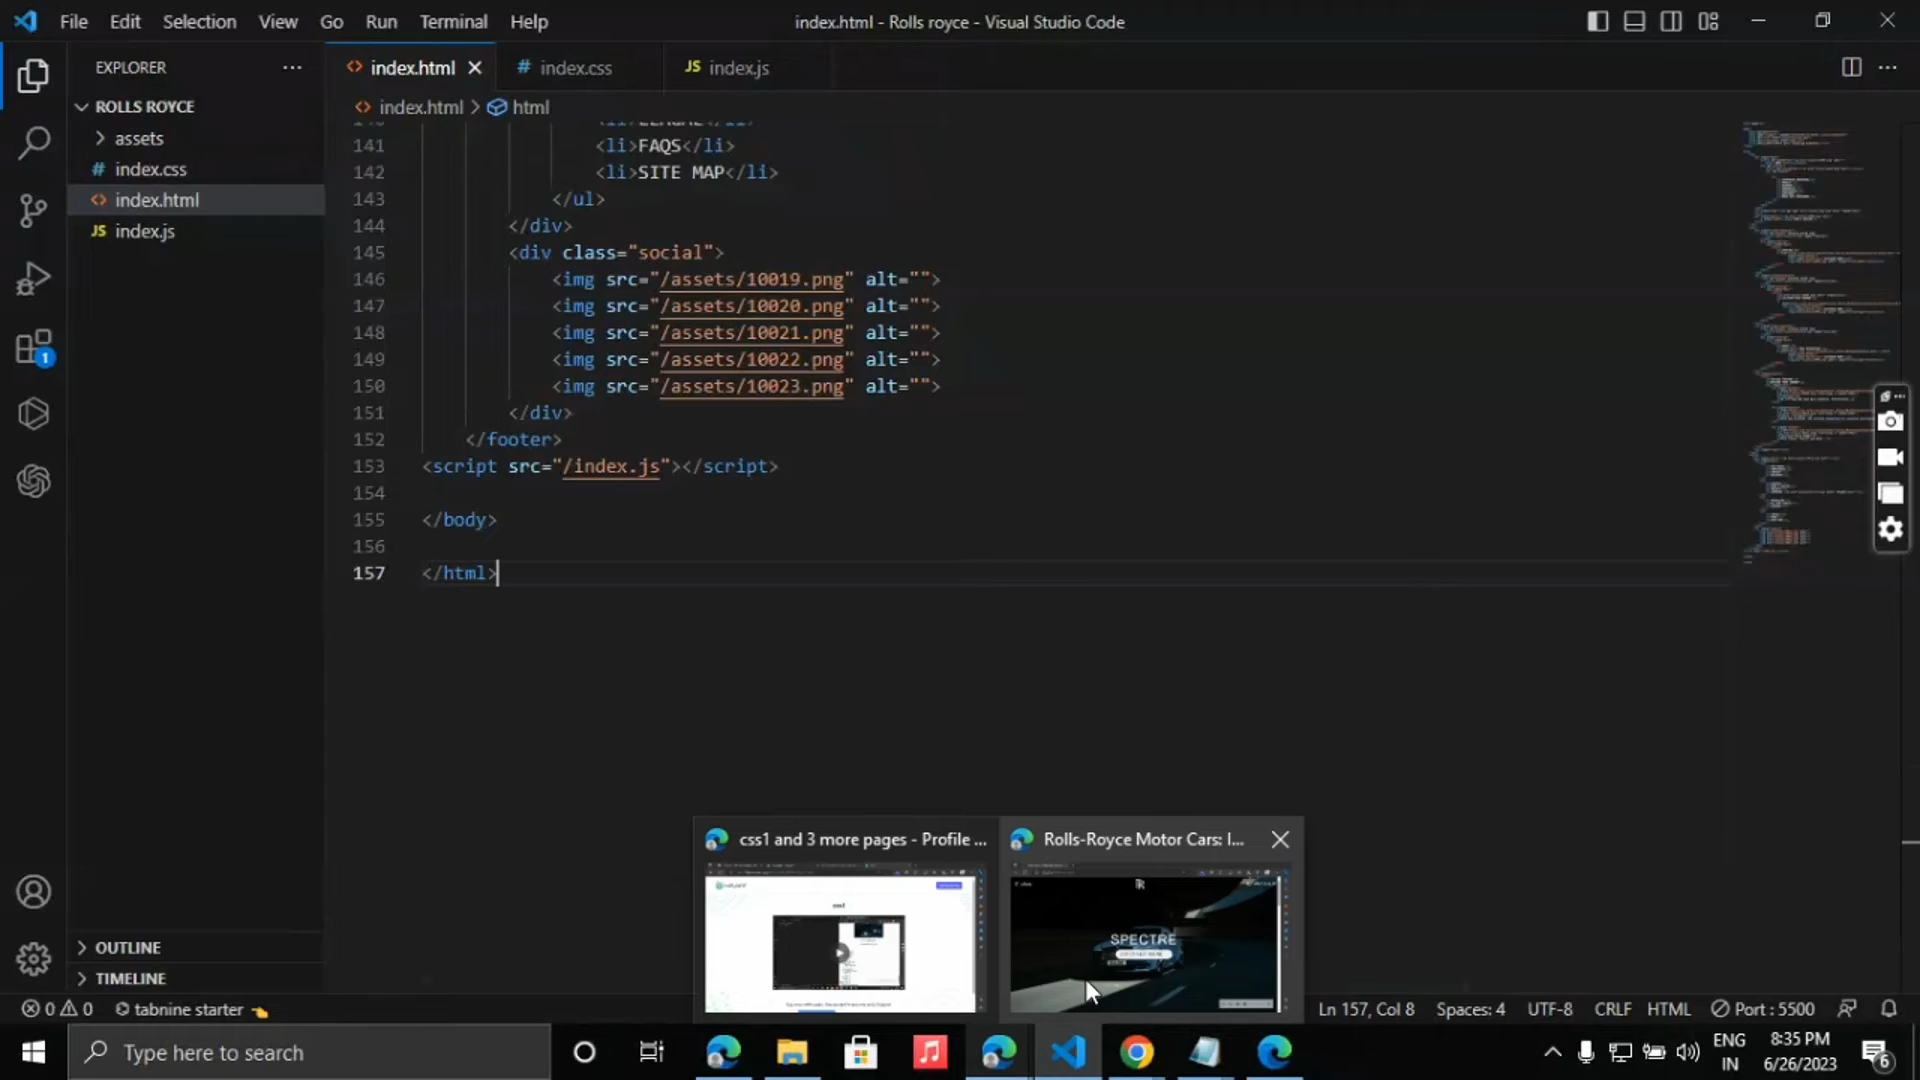 File Edit Selection View Go Run Terminal Help
index.html - Rolls royce - Visual Studio Code
EXPLORER
index.html
# index.css
JS index.js
ROLLS ROYCE
index.html > html
assets
# index.css
index.html
JS index.js
141 <li>FAQS</li>
142 <li>SITE MAP</li>
143 </ul>
144 </div>
145 <div class="social">
146 <img src="/assets/10019.png" alt="">
147 <img src="/assets/10020.png" alt="">
148 <img src="/assets/10021.png" alt="">
149 <img src="/assets/10022.png" alt="">
150 <img src="/assets/10023.png" alt="">
151 </div>
152 </footer>
153 <script src="/index.js"></script>
154
155 </body>
156
157 </html>
1
css1 and 3 more pages - Profile ...
Rolls-Royce Motor Cars: I...
css1
SPECTRE
OUTLINE
TIMELINE
0 0 tabnine starter
Ln 157, Col 8 Spaces: 4 UTF-8 CRLF HTML Port : 5500
Type here to search
ENG
IN
8:35 PM
6/26/2023
6